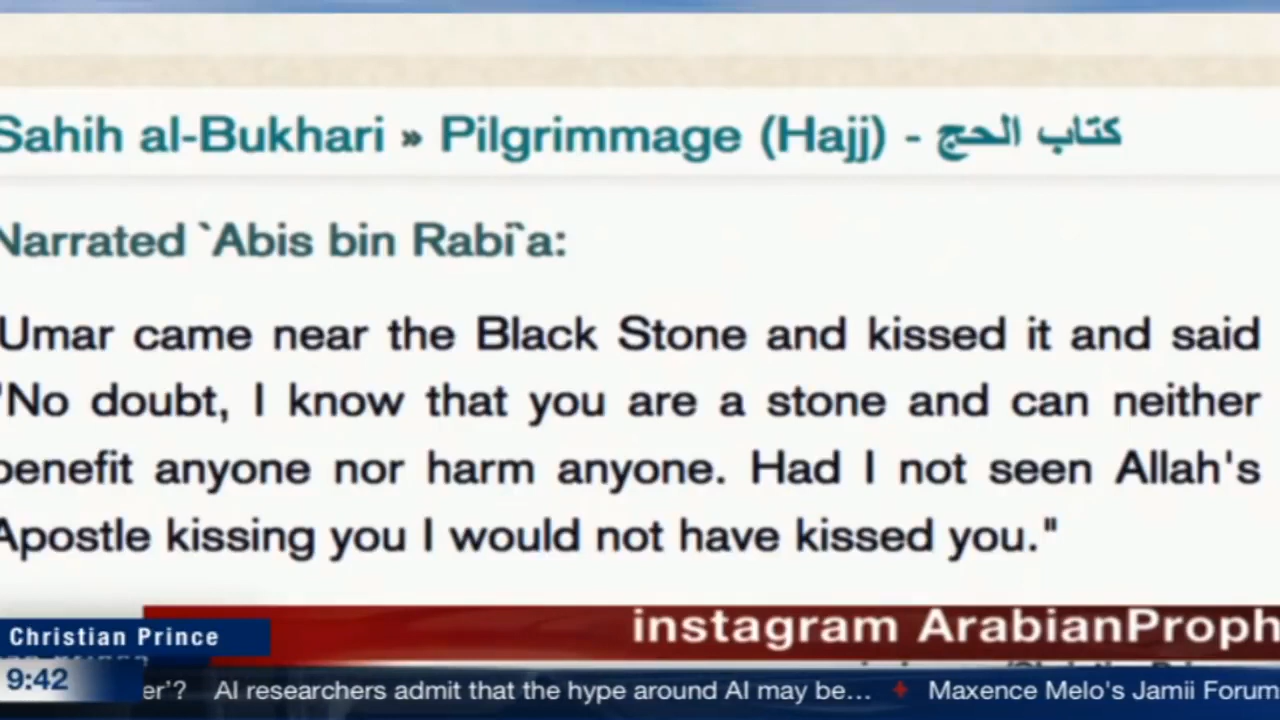 Sahih al-Bukhari » Pilgrimmage (Hajj) - كتاب الحج
Narrated `Abis bin Rabi`a:
Umar came near the Black Stone and kissed it and said
"No doubt, I know that you are a stone and can neither
benefit anyone nor harm anyone. Had I not seen Allah's
Apostle kissing you I would not have kissed you."
instagram ArabianProph
Christian Prince
9:42
er’? AI researchers admit that the hype around AI may be... Maxence Melo's Jamii Forum